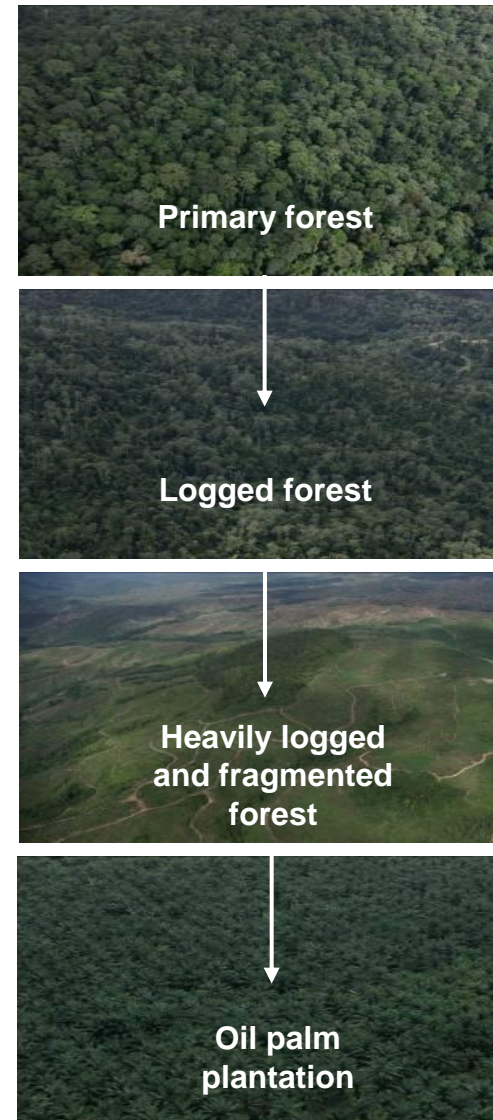 Primary forest
Logged forest
Heavily logged
and fragmented
forest
Oil palm
plantation